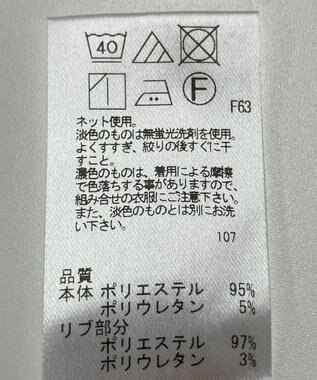 40
F F63
ネット使用。
淡色のものは無蛍光洗剤を使用。
よくすすぎ、絞りの後すぐに干
すこと。
濃色のものは、着用による摩擦
で色落ちする事がありますので、
組み合せの衣服にご注意下さい。
また、淡色のものとは別にお洗
い下さい。
107
品質
本体 ポリエステル 95%
ポリウレタン 5%
リブ部分
ポリエステル 97%
ポリウレタン 3%